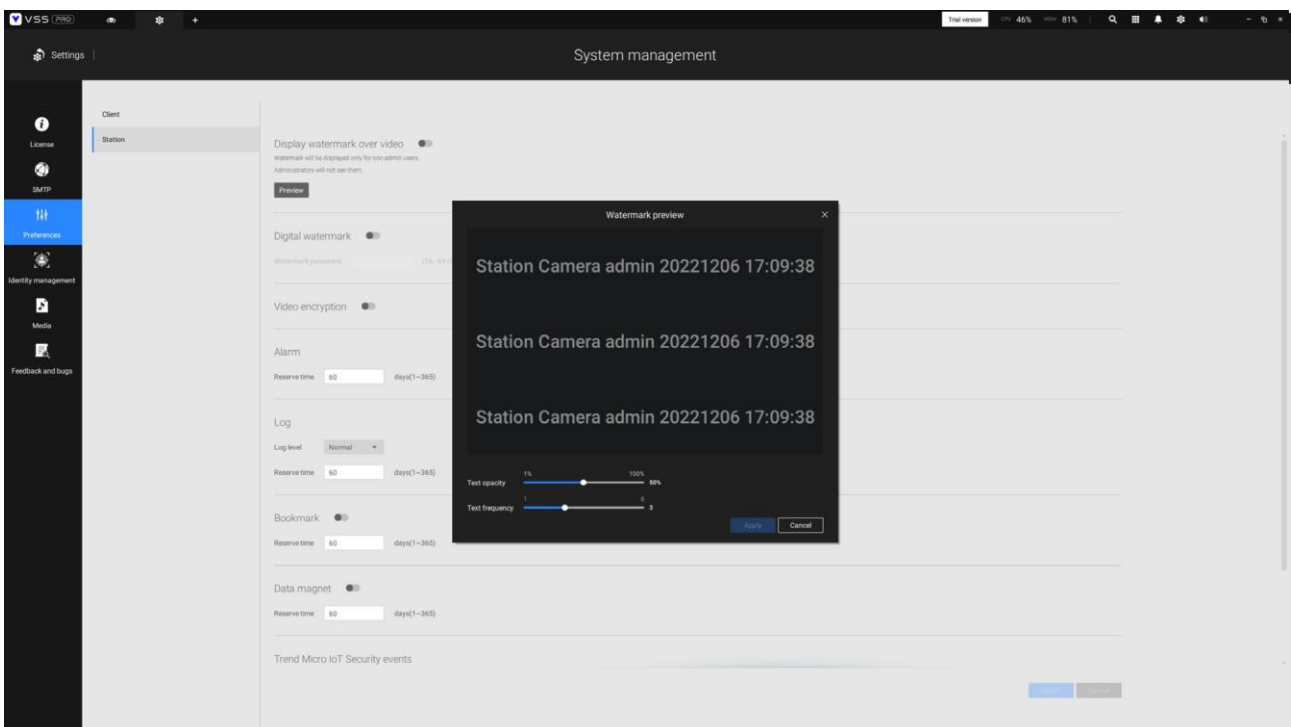 VSS PRO
Trial version
CPU 46% MEM 81%
Settings
System management
License
SMTP
Preferences
Identity management
Media
Feedback and bugs
Client
Station
Display watermark over video
Watermark will be displayed only for non-admin users.
Administrators will not see them.
Preview
Digital watermark
Watermark password
Video encryption
Alarm
Reserve time 60 days(1~365)
Log
Log level Normal
Reserve time 60 days(1~365)
Bookmark
Reserve time 60 days(1~365)
Data magnet
Reserve time 60 days(1~365)
Trend Micro IoT Security events
Apply Cancel
Watermark preview
Station Camera admin 20221206 17:09:38
Station Camera admin 20221206 17:09:38
Station Camera admin 20221206 17:09:38
1% 100%
Text opacity 50%
1 8
Text frequency 3
Apply Cancel